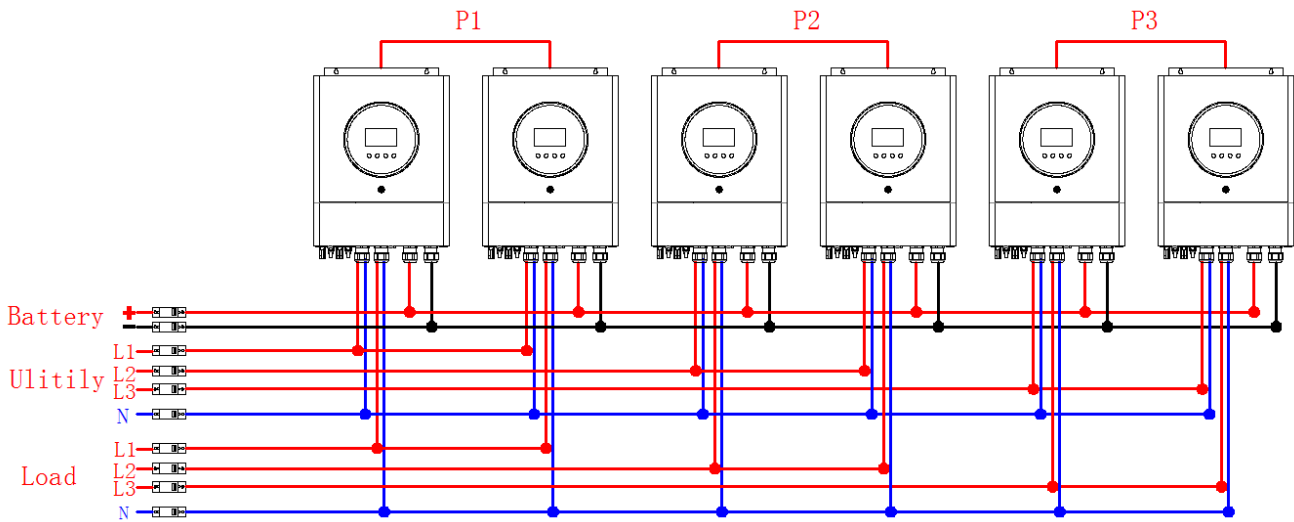 P1
P2
P3
Battery +
-
L1
Ulitily L2
L3
N
L1
Load L2
L3
N